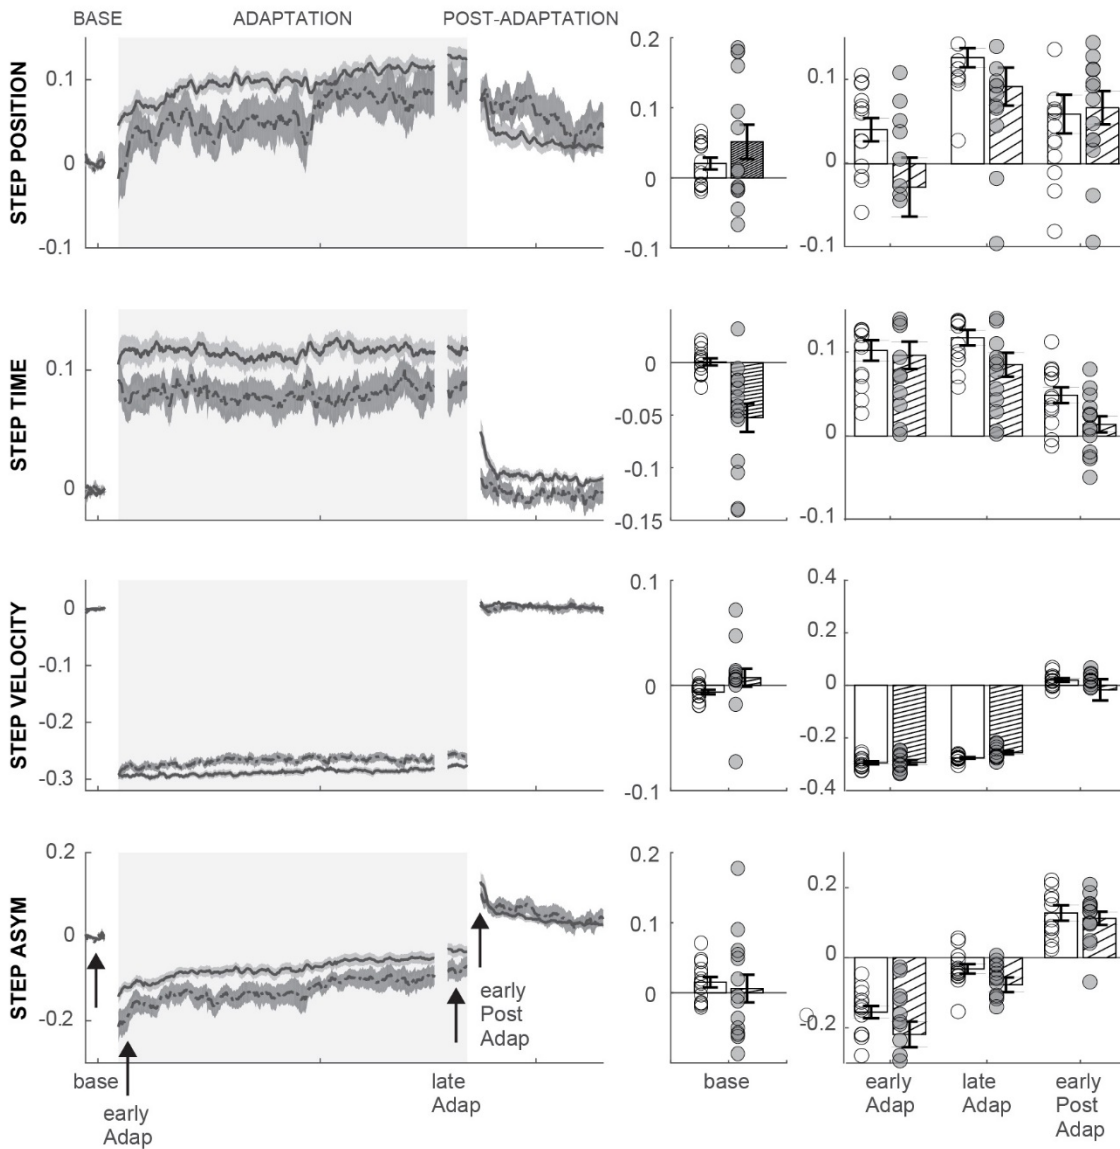 BASE ADAPTATION POST-ADAPTATION
STEP POSITION
0.1
0
-0.1
0.2
0.1
0
-0.1
0.1
0
-0.1
STEP TIME
0.1
0
0
-0.05
-0.1
-0.15
0.1
0
-0.1
STEP VELOCITY
0
-0.1
-0.2
-0.3
0.1
0
-0.1
0.4
0.2
0
-0.2
-0.4
STEP ASYM
0.2
0
-0.2
0.2
0.1
0
0.2
0
-0.2
base
early
Adap
late
Adap
early
Post
Adap
base
early
Adap
late
Adap
early
Post
Adap